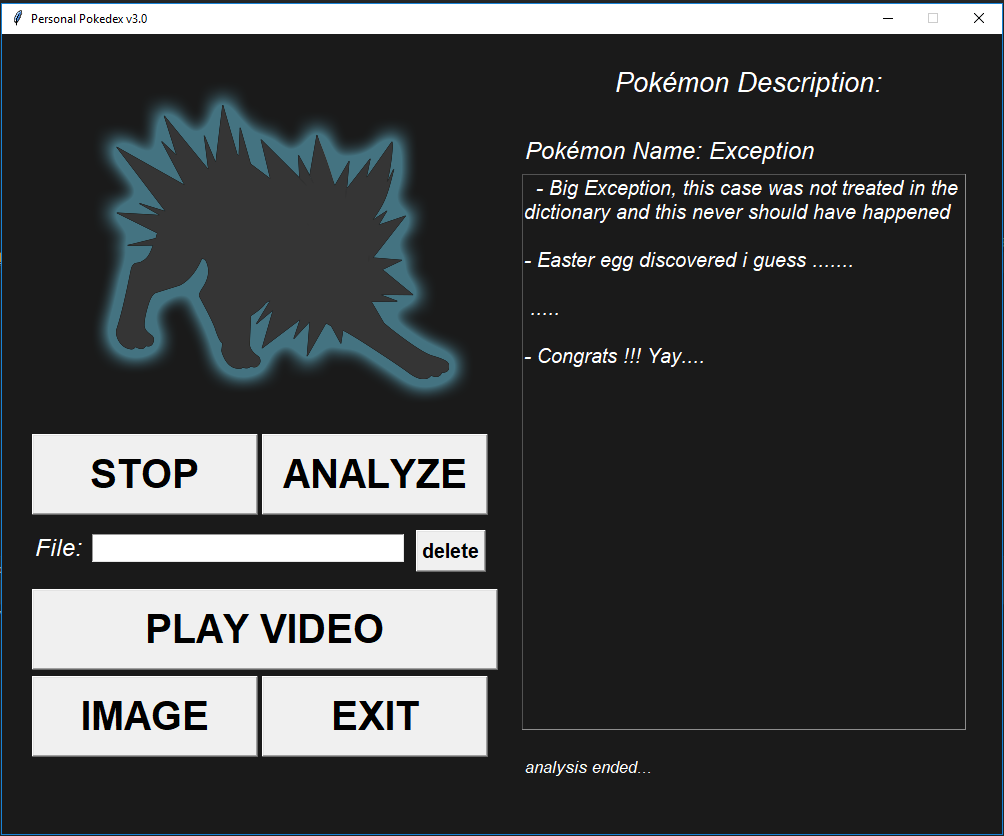 Personal Pokedex v3.0
Pokémon Description:
Pokémon Name: Exception
- Big Exception, this case was not treated in the
dictionary and this never should have happened
- Easter egg discovered i guess .......
.....
- Congrats !!! Yay....
STOP
ANALYZE
File:
delete
PLAY VIDEO
IMAGE
EXIT
analysis ended...